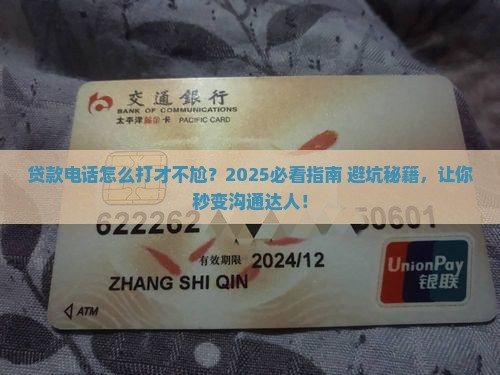 交通銀行
BANK OF COMMUNICATIONS
太平洋 卡 PACIFIC CARD
贷款电话怎么打才不尬？2025必看指南 避坑秘籍，让你
秒变沟通达人！
622262 60601
有效期限 2024/12
ZHANG SHI QIN
ATM
UnionPay
银联